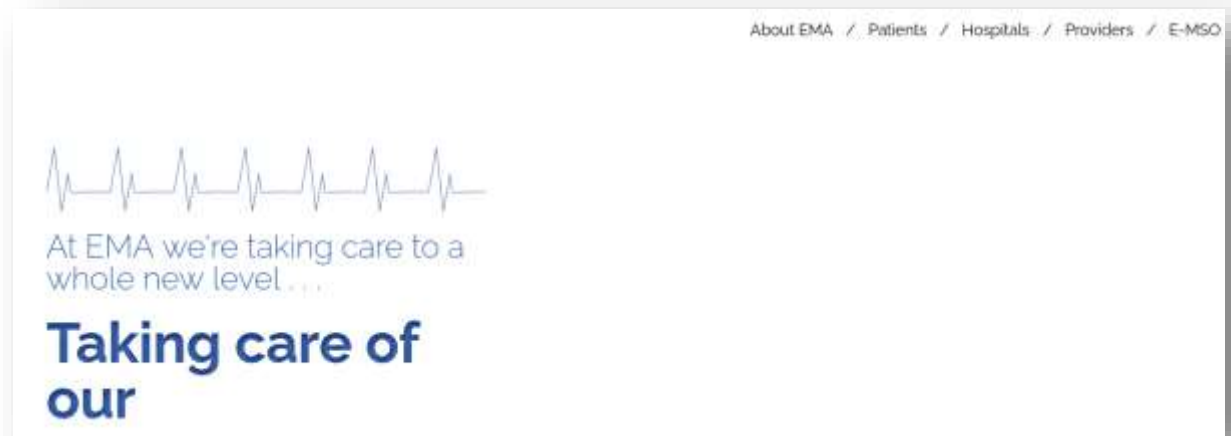 About EMA / Patients / Hospitals / Providers / E-MSO
At EMA we're taking care to a
whole new level . . .
Taking care of
our